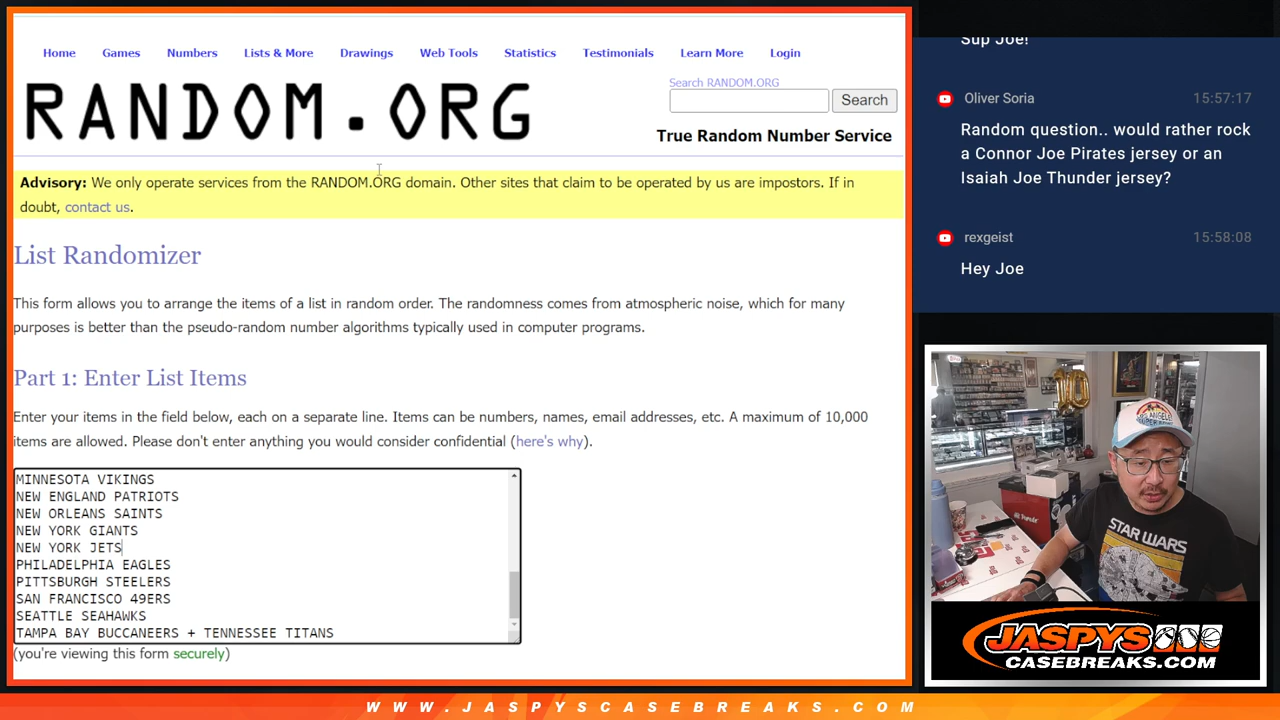 Home Games Numbers Lists & More Drawings Web Tools Statistics Testimonials Learn More Login
RANDOM.ORG
Search RANDOM.ORG
Search
True Random Number Service
Advisory: We only operate services from the RANDOM.ORG domain. Other sites that claim to be operated by us are impostors. If in
doubt, contact us.
List Randomizer
This form allows you to arrange the items of a list in random order. The randomness comes from atmospheric noise, which for many
purposes is better than the pseudo-random number algorithms typically used in computer programs.
Part 1: Enter List Items
Enter your items in the field below, each on a separate line. Items can be numbers, names, email addresses, etc. A maximum of 10,000
items are allowed. Please don't enter anything you would consider confidential (here's why).
MINNESOTA VIKINGS
NEW ENGLAND PATRIOTS
NEW ORLEANS SAINTS
NEW YORK GIANTS
NEW YORK JETS
PHILADELPHIA EAGLES
PITTSBURGH STEELERS
SAN FRANCISCO 49ERS
SEATTLE SEAHAWKS
TAMPA BAY BUCCANEERS + TENNESSEE TITANS
(you're viewing this form securely)
Sup Joe!
Oliver Soria 15:57:17
Random question.. would rather rock
a Connor Joe Pirates jersey or an
Isaiah Joe Thunder jersey?
rexgeist 15:58:08
Hey Joe
10
LOS ANGELES
STAR WARS
JASPYS
CASEBREAKS.COM
WWW.JASPYSCASEBREAKS.COM